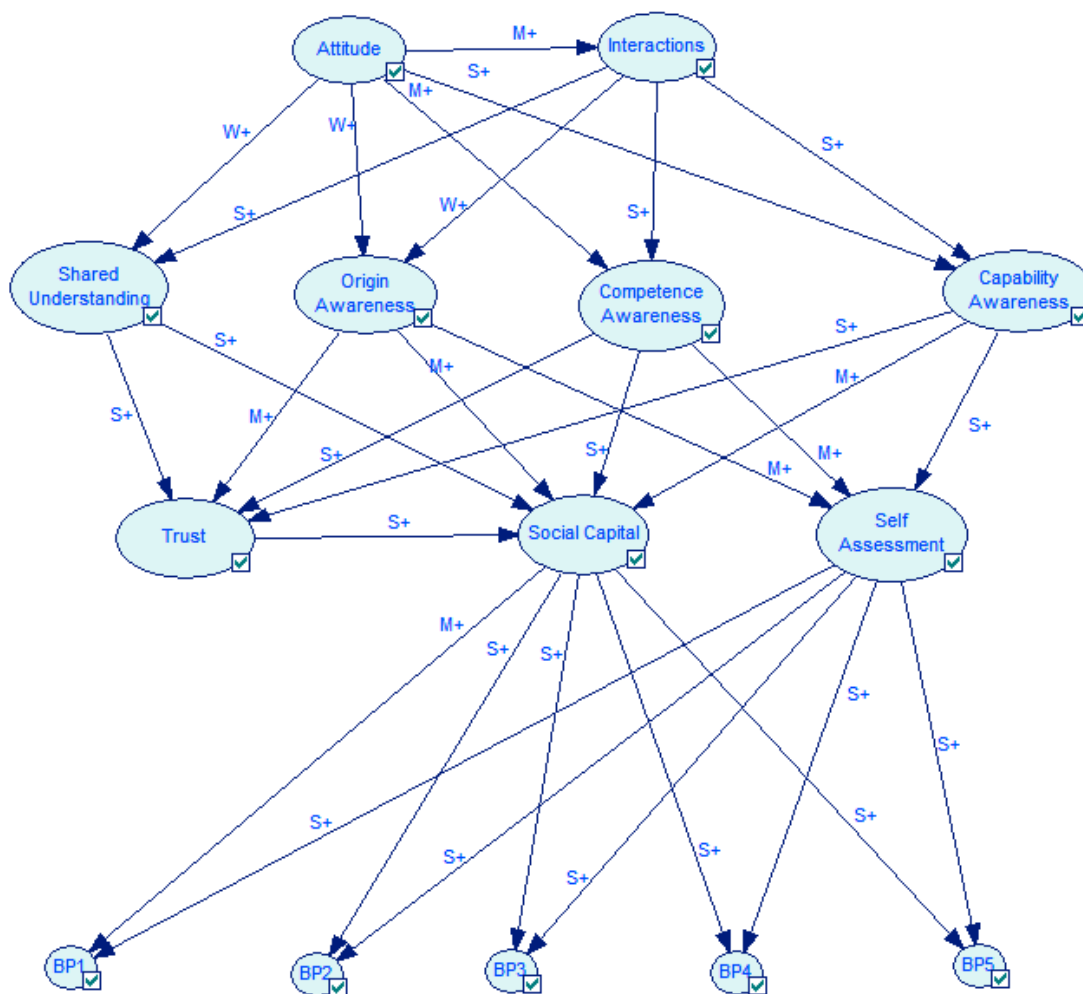 M+
Attitude
Interactions
S+
M+
W+
W+
S+
S+
W+
S+
Shared
Understanding
Origin
Awareness
Competence
Awareness
Capability
Awareness
S+
S+
M+
M+
S+
M+
S+
S+
M+
S+
M+
S+
Trust
Social Capital
Self
Assessment
M+
S+
S+
S+
S+
S+
S+
S+
S+
S+
BP1
BP2
BP3
BP4
BP5